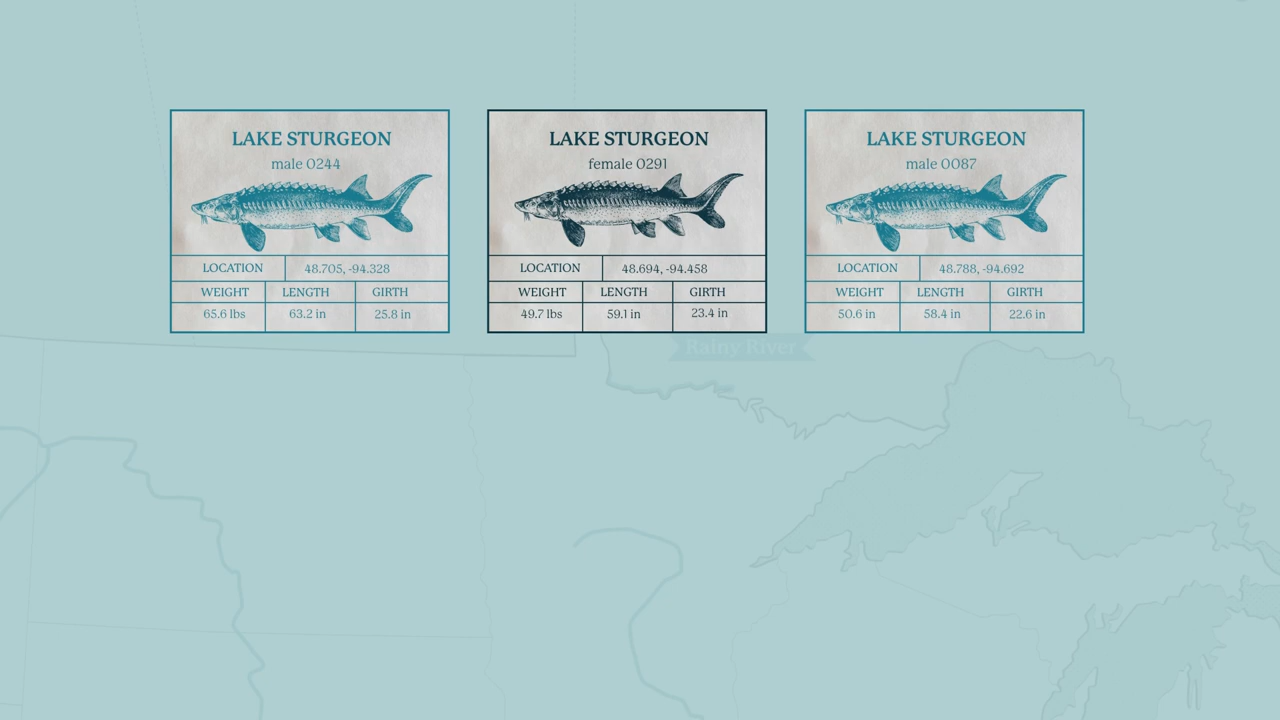 LAKE STURGEON
male 0244
LOCATION 48.705, -94.328
WEIGHT LENGTH GIRTH
65.6 lbs 63.2 in 25.8 in
LAKE STURGEON
female 0291
LOCATION 48.694, -94.458
WEIGHT LENGTH GIRTH
49.7 lbs 59.1 in 23.4 in
LAKE STURGEON
male 0087
LOCATION 48.788, -94.692
WEIGHT LENGTH GIRTH
50.6 in 58.4 in 22.6 in
Rainy River